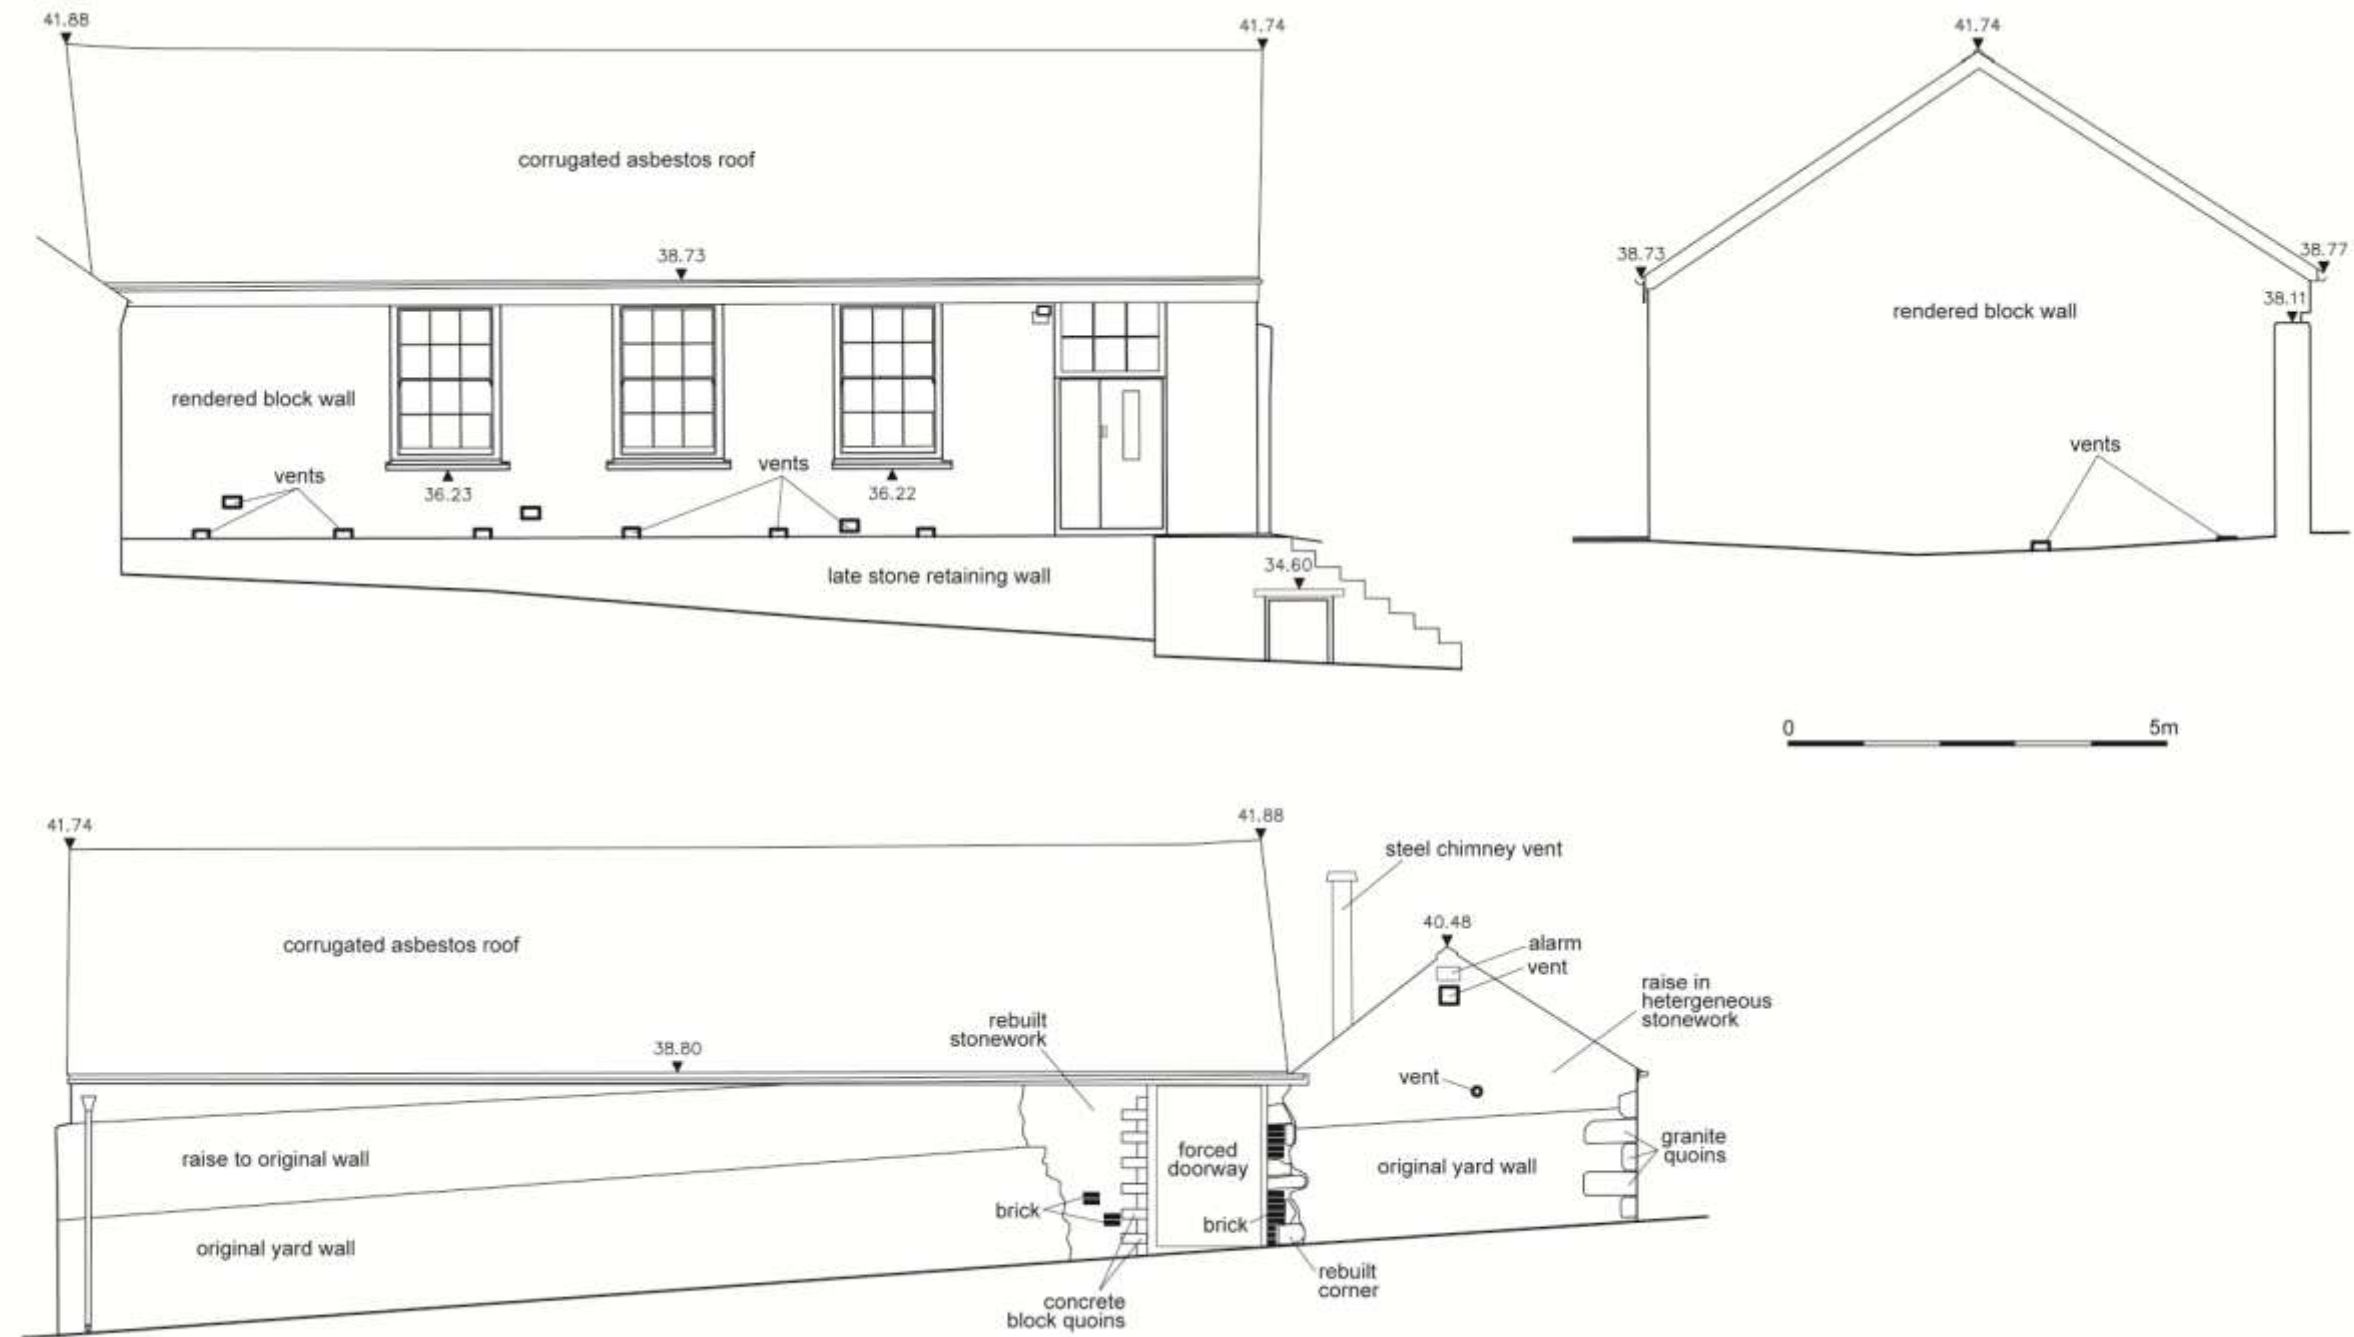 41.88
41.74
corrugated asbestos roof
38.73
rendered block wall
vents
36.23
vents
36.22
late stone retaining wall
34.60
41.74
38.73
38.77
38.11
rendered block wall
vents
0
5m
41.74
41.88
steel chimney vent
40.48
alarm
vent
corrugated asbestos roof
raise in
hetergeneous
stonework
rebuilt
stonework
38.80
vent
raise to original wall
forced
doorway
original yard wall
granite
quoins
brick
brick
original yard wall
rebuilt
corner
concrete
block quoins